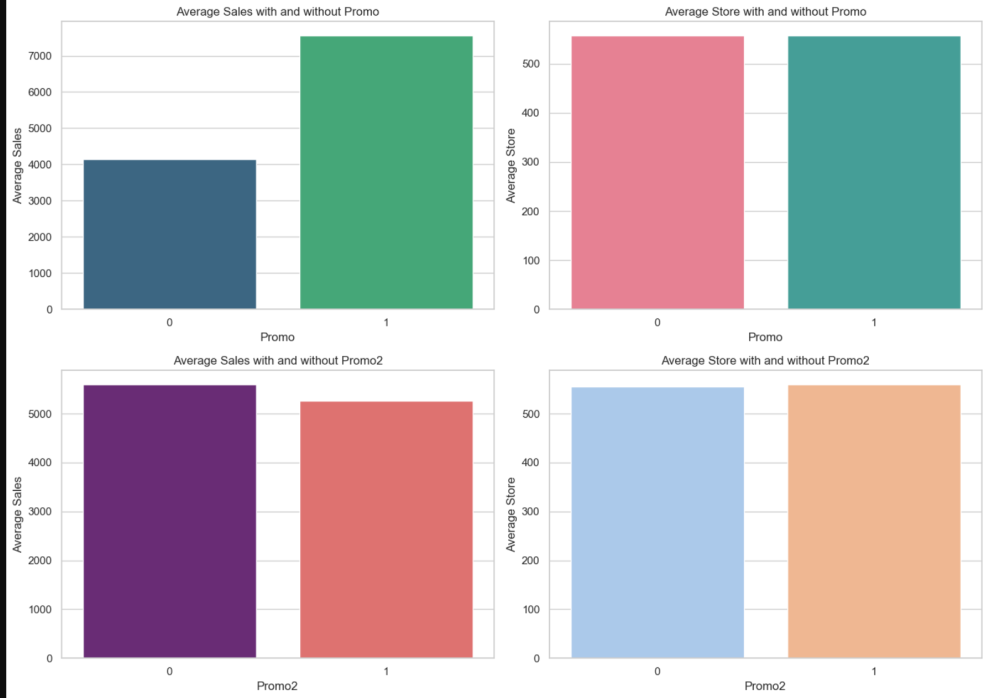 Average Sales with and without Promo
Average Sales
7000
6000
5000
4000
3000
2000
1000
0
0 1
Promo
Average Store with and without Promo
Average Store
500
400
300
200
100
0
0 1
Promo
Average Sales with and without Promo2
Average Sales
5000
4000
3000
2000
1000
0
0 1
Promo2
Average Store with and without Promo2
Average Store
500
400
300
200
100
0
0 1
Promo2